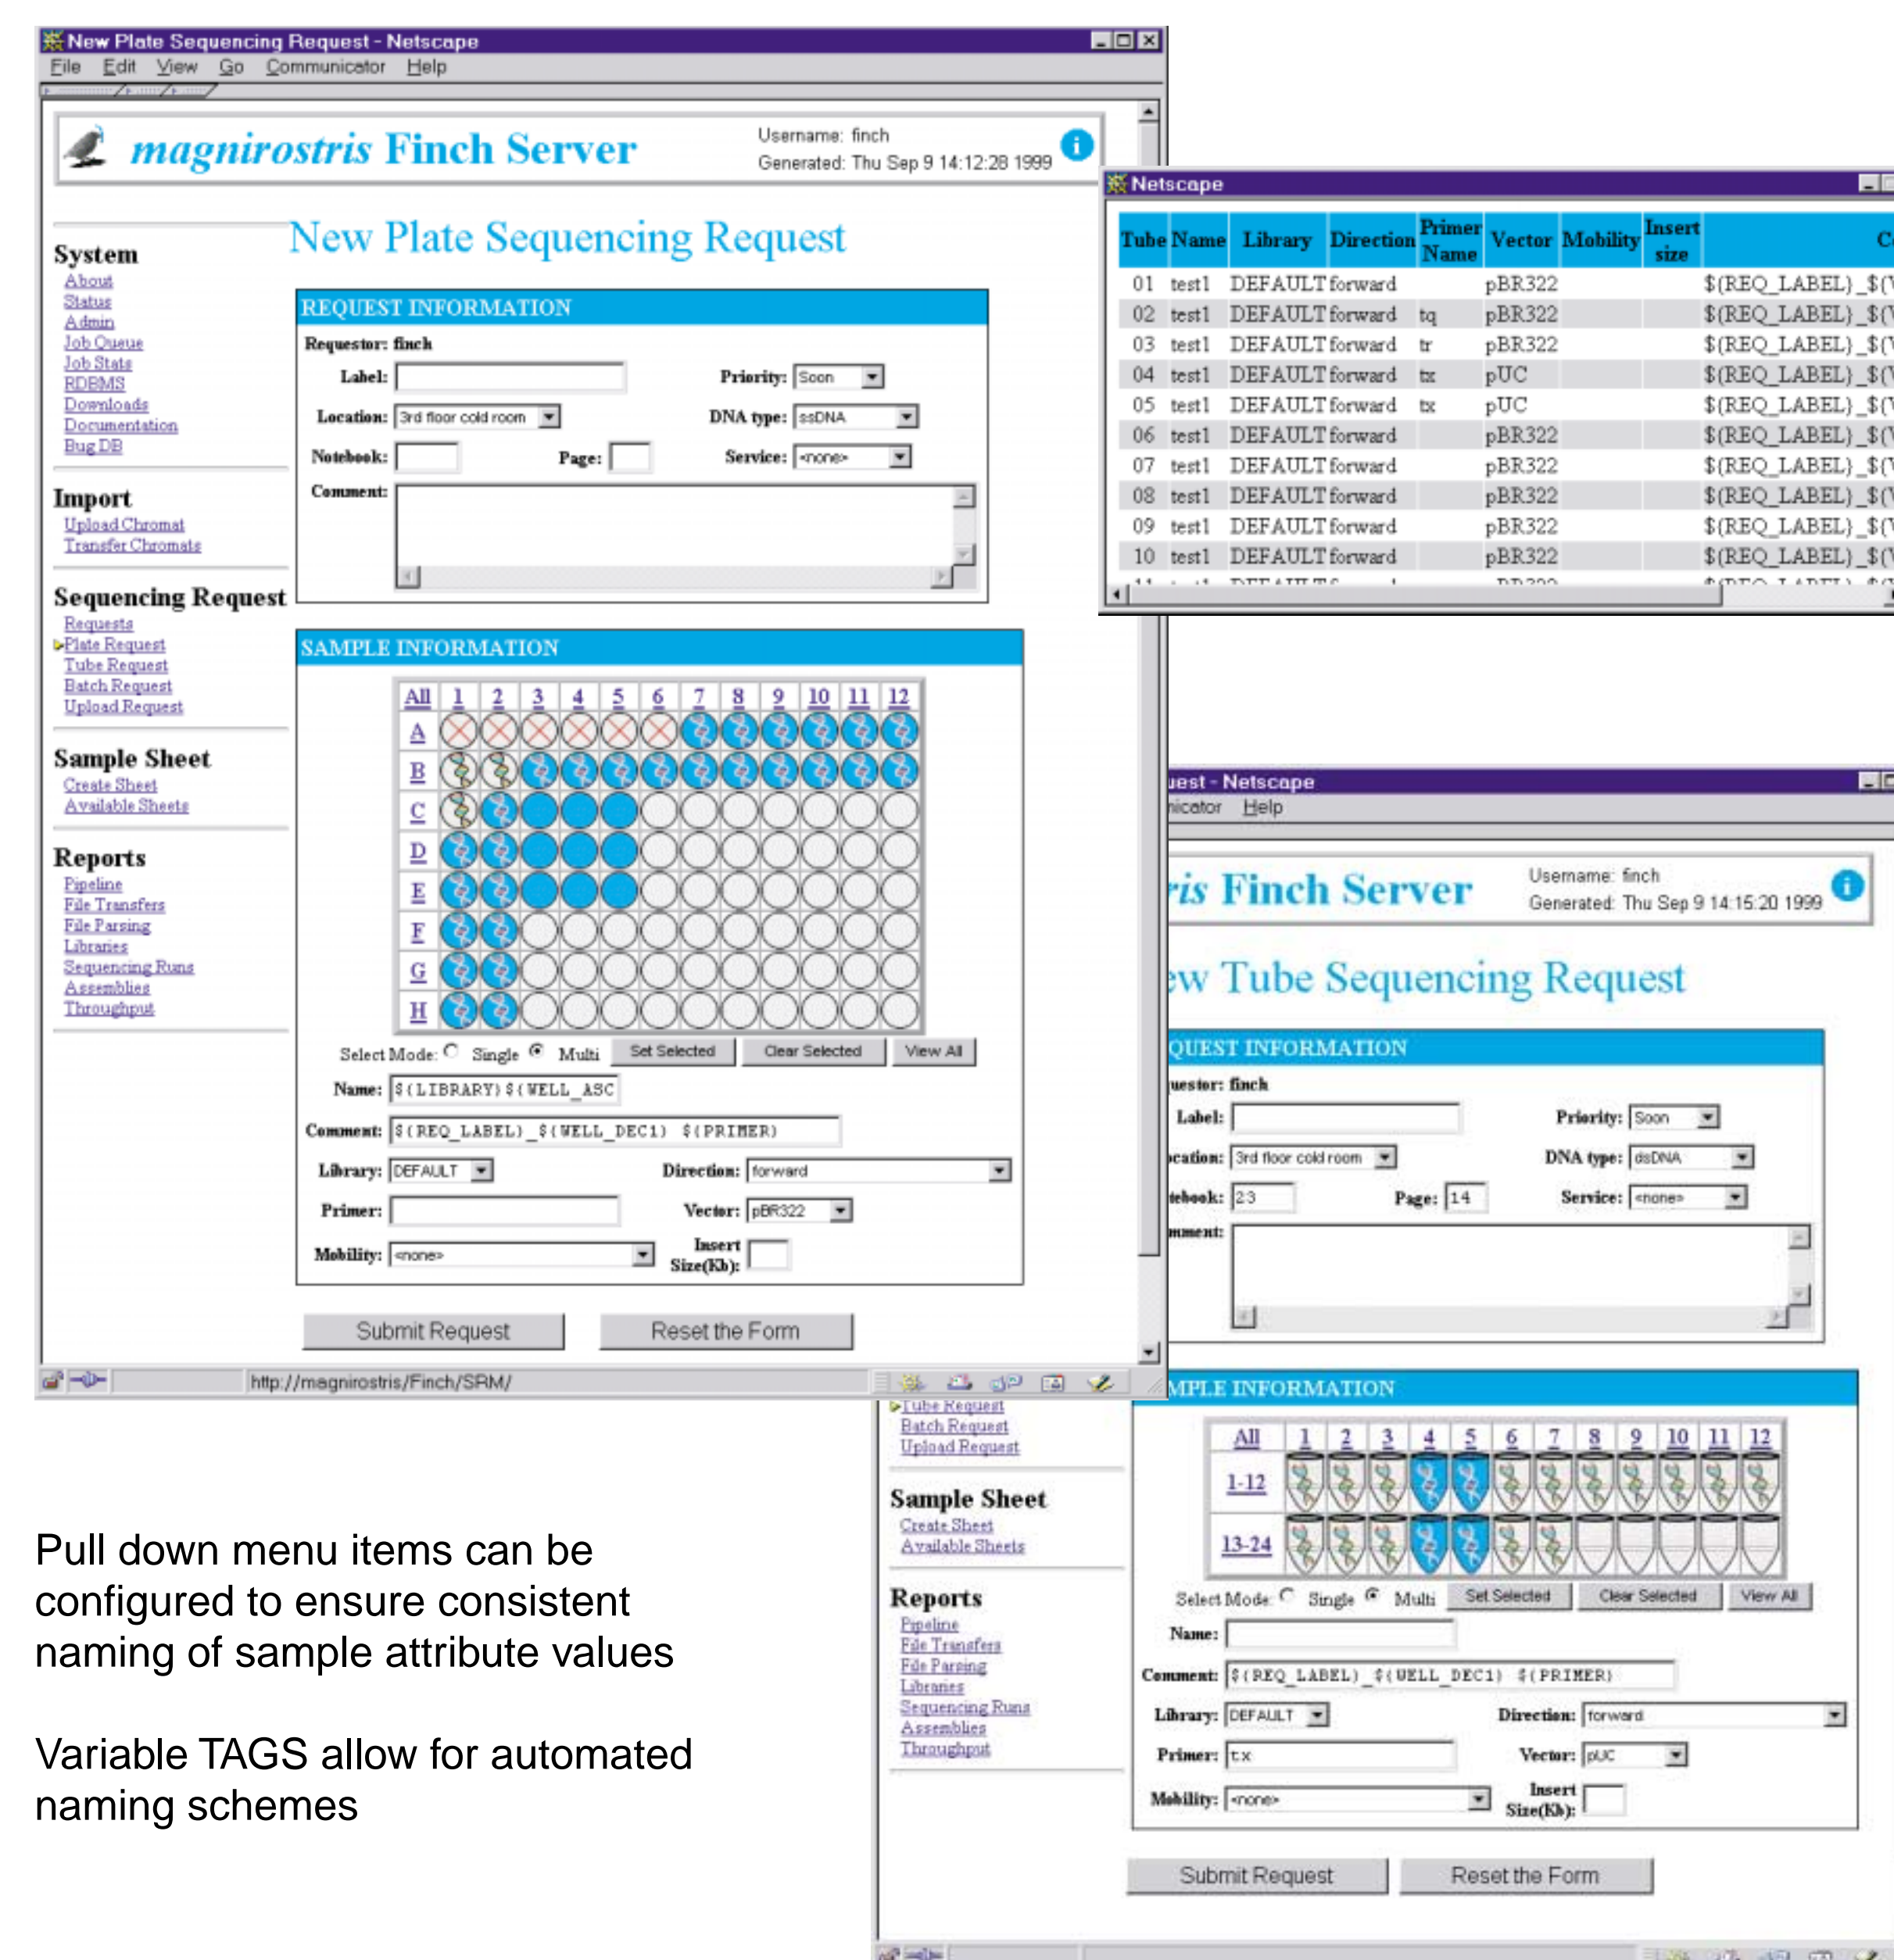 New Plate Sequencing Request - Netscape
File Edit View Go Communicator Help
magnirostris Finch Server
Username: finch
Generated: Thu Sep 9 14:12:28 1999
System
About
Status
Admin
Job Queue
Job Stats
RDBMS
Downloads
Documentation
Bug DB
Import
Upload Chromat
Transfer Chromats
Sequencing Request
Requests
Plate Request
Tube Request
Batch Request
Upload Request
Sample Sheet
Create Sheet
Available Sheets
Reports
Pipeline
File Transfers
File Parsing
Libraries
Sequencing Runs
Assemblies
Throughput
New Plate Sequencing Request
REQUEST INFORMATION
Requestor: finch
Label: Priority: Soon
Location: 3rd floor cold room DNA type: ssDNA
Notebook: Page: Service: <none>
Comment:
SAMPLE INFORMATION
All 1 2 3 4 5 6 7 8 9 10 11 12
A
B
C
D
E
F
G
H
Select Mode: Single Multi Set Selected Clear Selected View All
Name: ${LIBRARY}${WELL_ASC
Comment: ${REQ_LABEL}_${WELL_DEC1} ${PRIMER}
Library: DEFAULT Direction: forward
Primer: Vector: pBR322
Mobility: <none> Insert Size(Kb):
Submit Request Reset the Form
http://magnirostris/Finch/SRM/
Netscape
Tube Name Library Direction Primer Name Vector Mobility Insert size
01 test1 DEFAULT forward pBR322 ${REQ_LABEL}_${
02 test1 DEFAULT forward tq pBR322 ${REQ_LABEL}_${
03 test1 DEFAULT forward tr pBR322 ${REQ_LABEL}_${
04 test1 DEFAULT forward tx pUC ${REQ_LABEL}_${
05 test1 DEFAULT forward tx pUC ${REQ_LABEL}_${
06 test1 DEFAULT forward pBR322 ${REQ_LABEL}_${
07 test1 DEFAULT forward pBR322 ${REQ_LABEL}_${
08 test1 DEFAULT forward pBR322 ${REQ_LABEL}_${
09 test1 DEFAULT forward pBR322 ${REQ_LABEL}_${
10 test1 DEFAULT forward pBR322 ${REQ_LABEL}_${
uest - Netscape
nicator Help
ris Finch Server
Username: finch
Generated: Thu Sep 9 14:15:20 1999
ew Tube Sequencing Request
QUEST INFORMATION
uestor: finch
Label: Priority: Soon
ocation: 3rd floor cold room DNA type: dsDNA
tebook: 23 Page: 14 Service: <none>
mment:
MPLE INFORMATION
Tube Request
Batch Request
Upload Request
Sample Sheet
Create Sheet
Available Sheets
Reports
Pipeline
File Transfers
File Parsing
Libraries
Sequencing Runs
Assemblies
Throughput
All 1 2 3 4 5 6 7 8 9 10 11 12
1-12
13-24
Select Mode: Single Multi Set Selected Clear Selected View All
Name:
Comment: ${REQ_LABEL}_${WELL_DEC1} ${PRIMER}
Library: DEFAULT Direction: forward
Primer: tx Vector: pUC
Mobility: <none> Insert Size(Kb):
Submit Request Reset the Form
Pull down menu items can be
configured to ensure consistent
naming of sample attribute values
Variable TAGS allow for automated
naming schemes